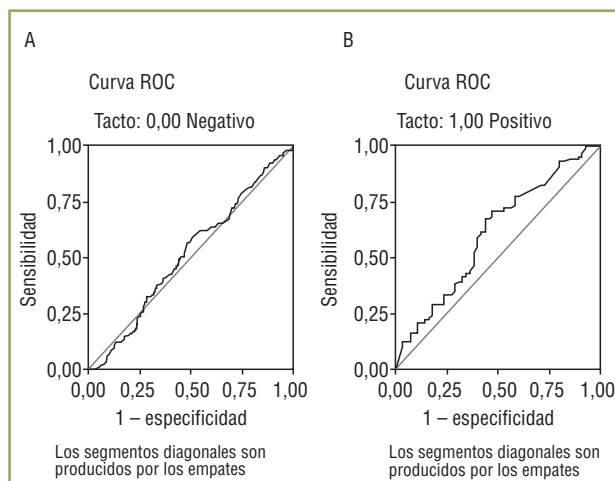 A
Curva ROC
Tacto: 0,00 Negativo
1,00
0,75
0,50
0,25
0,00
Sensibilidad
0,00 0,25 0,50 0,75 1,00
1 – especificidad
Los segmentos diagonales son
producidos por los empates
B
Curva ROC
Tacto: 1,00 Positivo
1,00
0,75
0,50
0,25
0,00
Sensibilidad
0,00 0,25 0,50 0,75 1,00
1 – especificidad
Los segmentos diagonales son
producidos por los empates